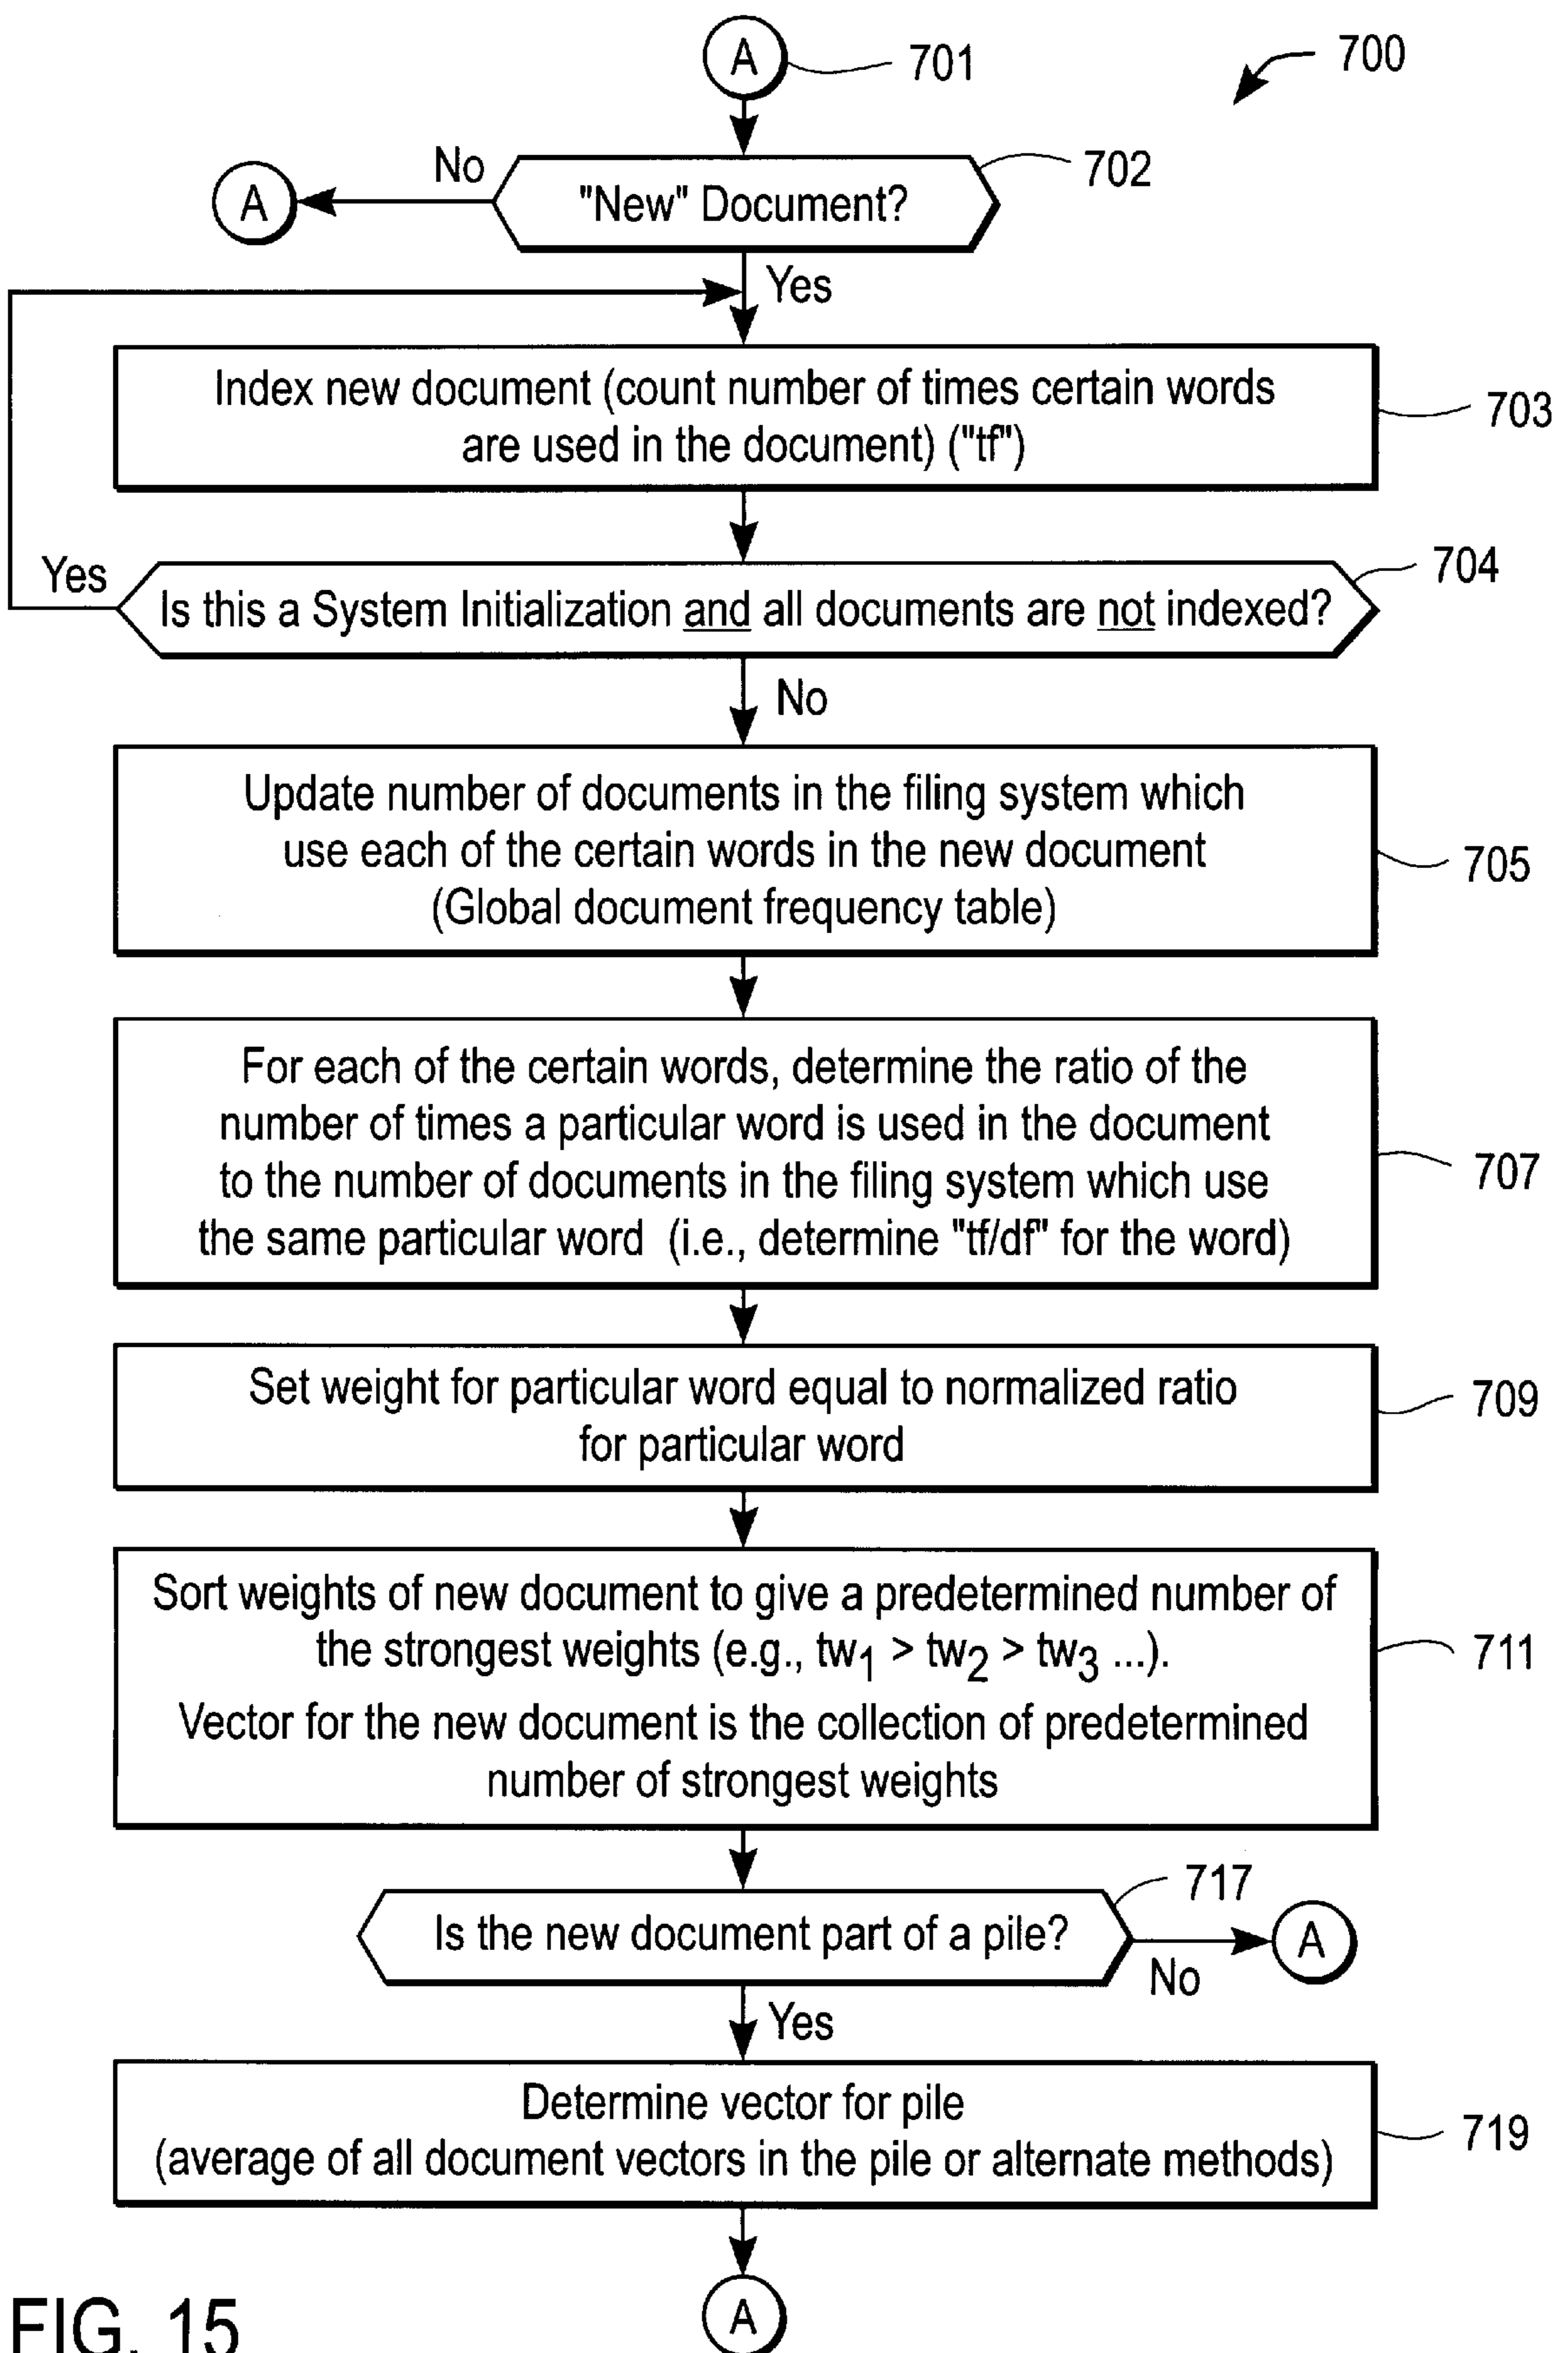 A
701
700
No
702
A
"New" Document?
Yes
Index new document (count number of times certain words
are used in the document) ("tf")
703
Yes
704
Is this a System Initialization and all documents are not indexed?
No
Update number of documents in the filing system which
use each of the certain words in the new document
(Global document frequency table)
705
For each of the certain words, determine the ratio of the
number of times a particular word is used in the document
to the number of documents in the filing system which use
the same particular word (i.e., determine "tf/df" for the word)
707
Set weight for particular word equal to normalized ratio
for particular word
709
Sort weights of new document to give a predetermined number of
the strongest weights (e.g., tw1 > tw2 > tw3 ...).
Vector for the new document is the collection of predetermined
number of strongest weights
711
717
Is the new document part of a pile?
A
No
Yes
Determine vector for pile
(average of all document vectors in the pile or alternate methods)
719
A
FIG. 15